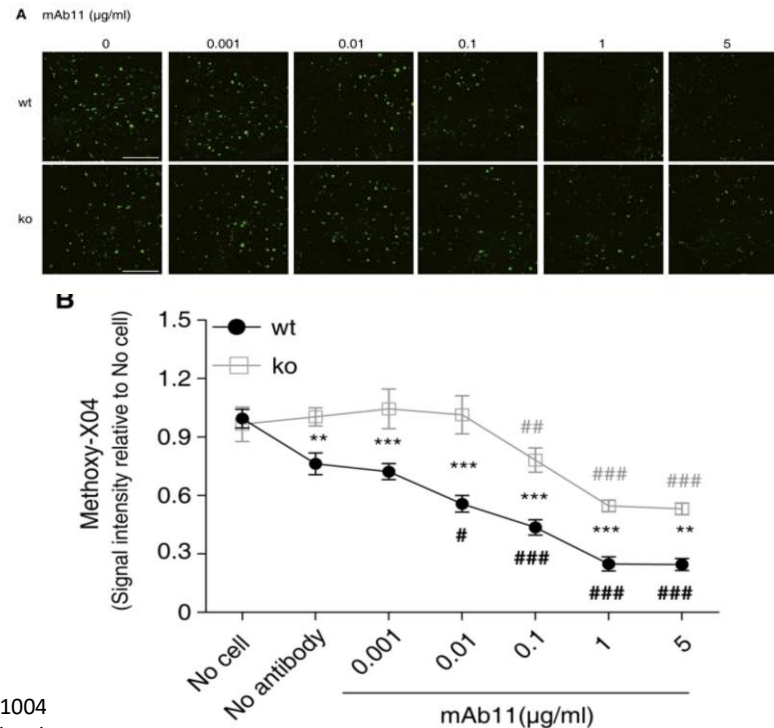 A mAb11 (µg/ml)
0 0.001 0.01 0.1 1 5
wt
ko
B
Methoxy-X04
(Signal intensity relative to No cell)
1.5
1.2
0.9
0.6
0.3
0
wt
ko
** *** *** *** *** **
## ### ###
# ### ### ###
No cell No antibody 0.001 0.01 0.1 1 5
mAb11(µg/ml)
1004